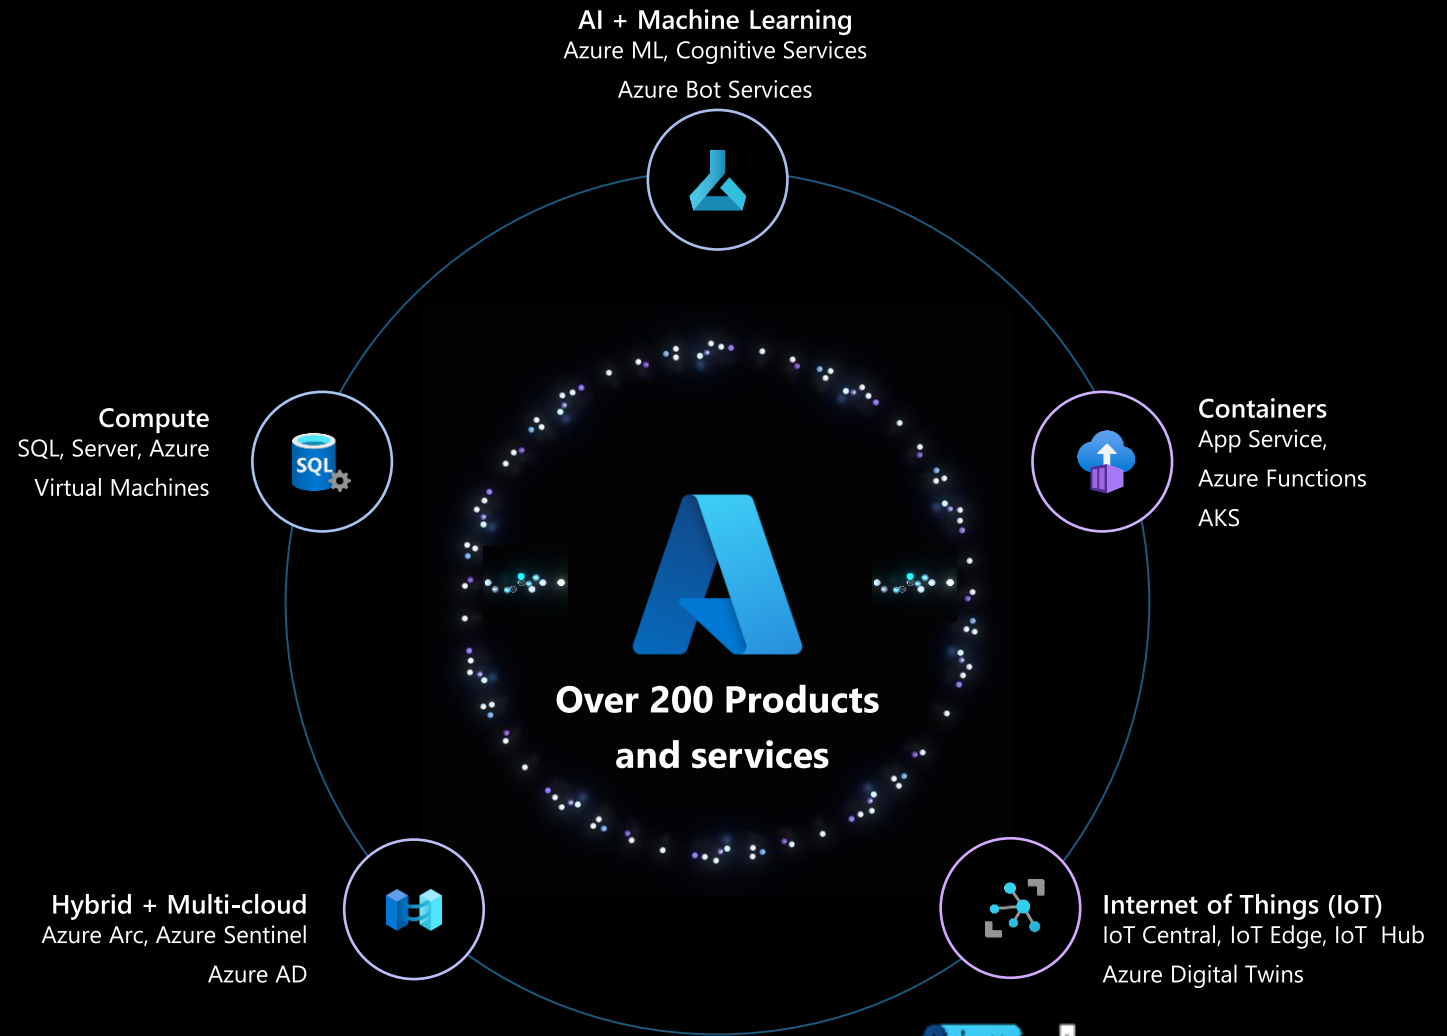 AI + Machine Learning
Azure ML, Cognitive Services
Azure Bot Services
Compute
SQL, Server, Azure
Virtual Machines
SQL
Containers
App Service,
Azure Functions
AKS
Over 200 Products
and services
Hybrid + Multi-cloud
Azure Arc, Azure Sentinel
Azure AD
Internet of Things (IoT)
IoT Central, IoT Edge, IoT Hub
Azure Digital Twins